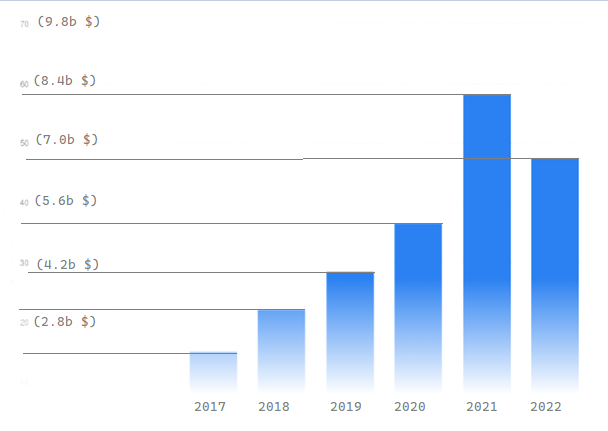 70 (9.8b $)
60 (8.4b $)
50 (7.0b $)
40 (5.6b $)
30 (4.2b $)
20 (2.8b $)
2017 2018 2019 2020 2021 2022